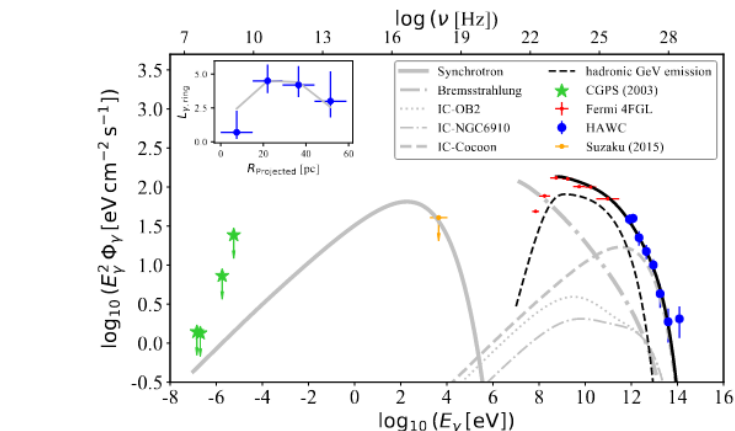 log (ν [Hz])
7 10 13 16 19 22 25 28
3.5
3.0
2.5
2.0
1.5
1.0
0.5
0.0
-0.5
log₁₀ (E²ᵧ Φᵧ [eV cm⁻² s⁻¹])
5.0
2.5
0.0
L_{γ, ring}
0 20 40 60
R_{Projected} [pc]
Synchrotron
Bremsstrahlung
IC-OB2
IC-NGC6910
IC-Cocoon
hadronic GeV emission
CGPS (2003)
Fermi 4FGL
HAWC
Suzaku (2015)
-8 -6 -4 -2 0 2 4 6 8 10 12 14 16
log₁₀ (Eᵧ [eV])